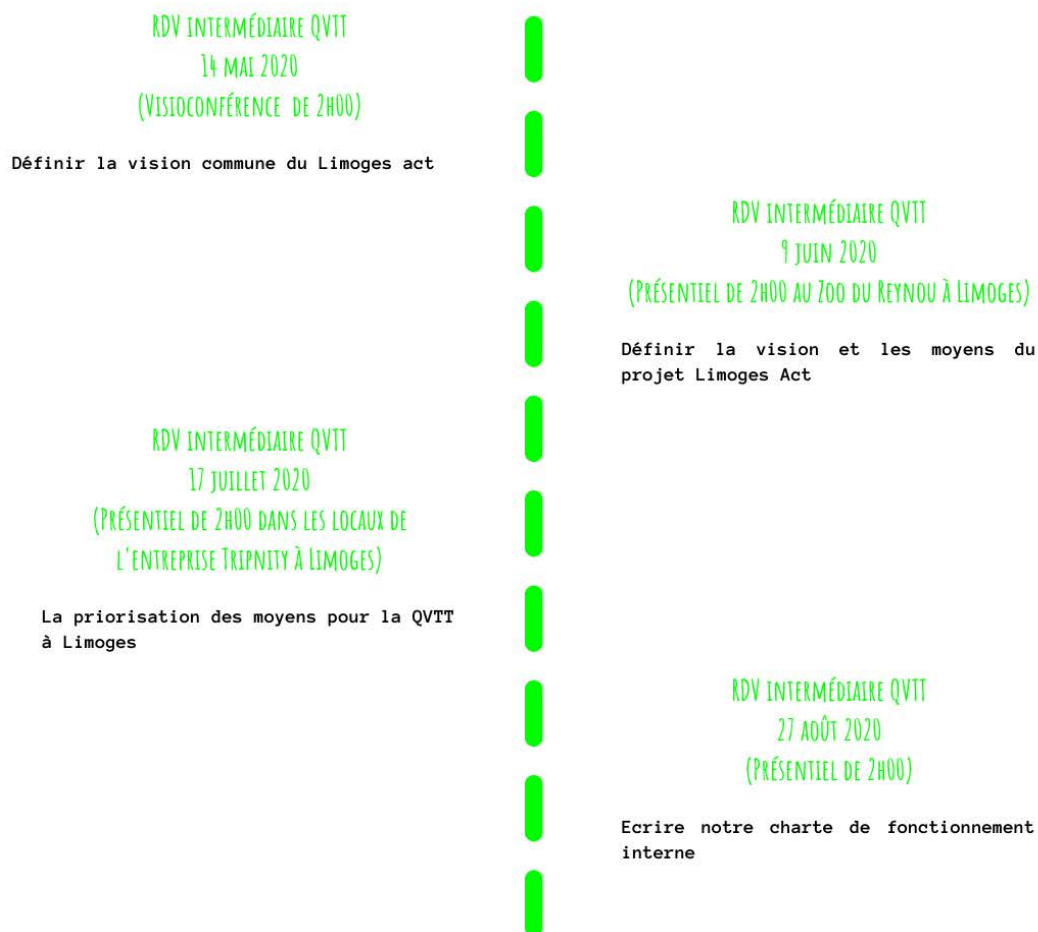 RDV intermédiaire QVTT
14 mai 2020
(Visioconférence de 2h00)
Définir la vision commune du Limoges act
RDV intermédiaire QVTT
9 juin 2020
(Présentiel de 2h00 au Zoo du Reynou à Limoges)
Définir la vision et les moyens du
projet Limoges Act
RDV intermédiaire QVTT
17 juillet 2020
(Présentiel de 2h00 dans les locaux de
l'entreprise Tripnity à Limoges)
La priorisation des moyens pour la QVTT
à Limoges
RDV intermédiaire QVTT
27 août 2020
(Présentiel de 2h00)
Ecrire notre charte de fonctionnement
interne